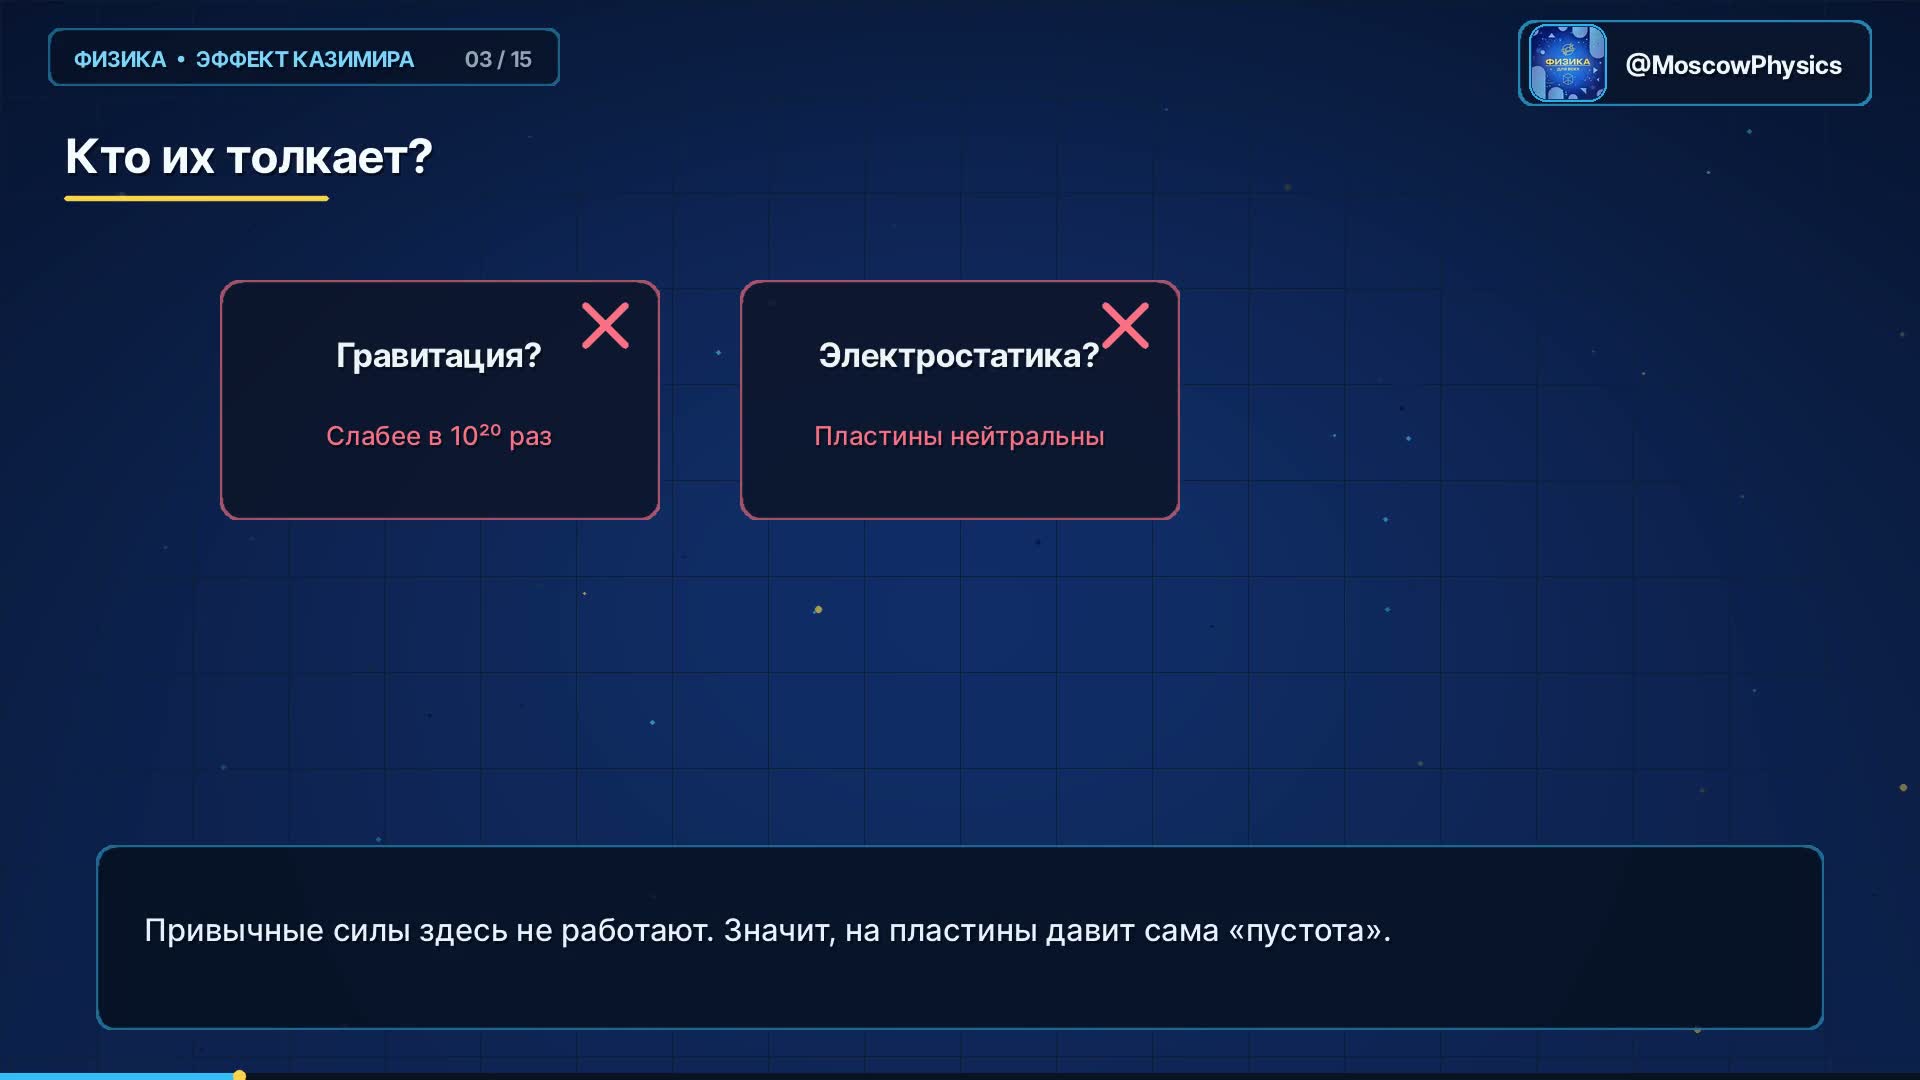 ФИЗИКА • ЭФФЕКТ КАЗИМИРА 03 / 15
ФИЗИКА
@MoscowPhysics
Кто их толкает?
Гравитация?
Слабее в 10²⁰ раз
Электростатика?
Пластины нейтральны
Привычные силы здесь не работают. Значит, на пластины давит сама «пустота».